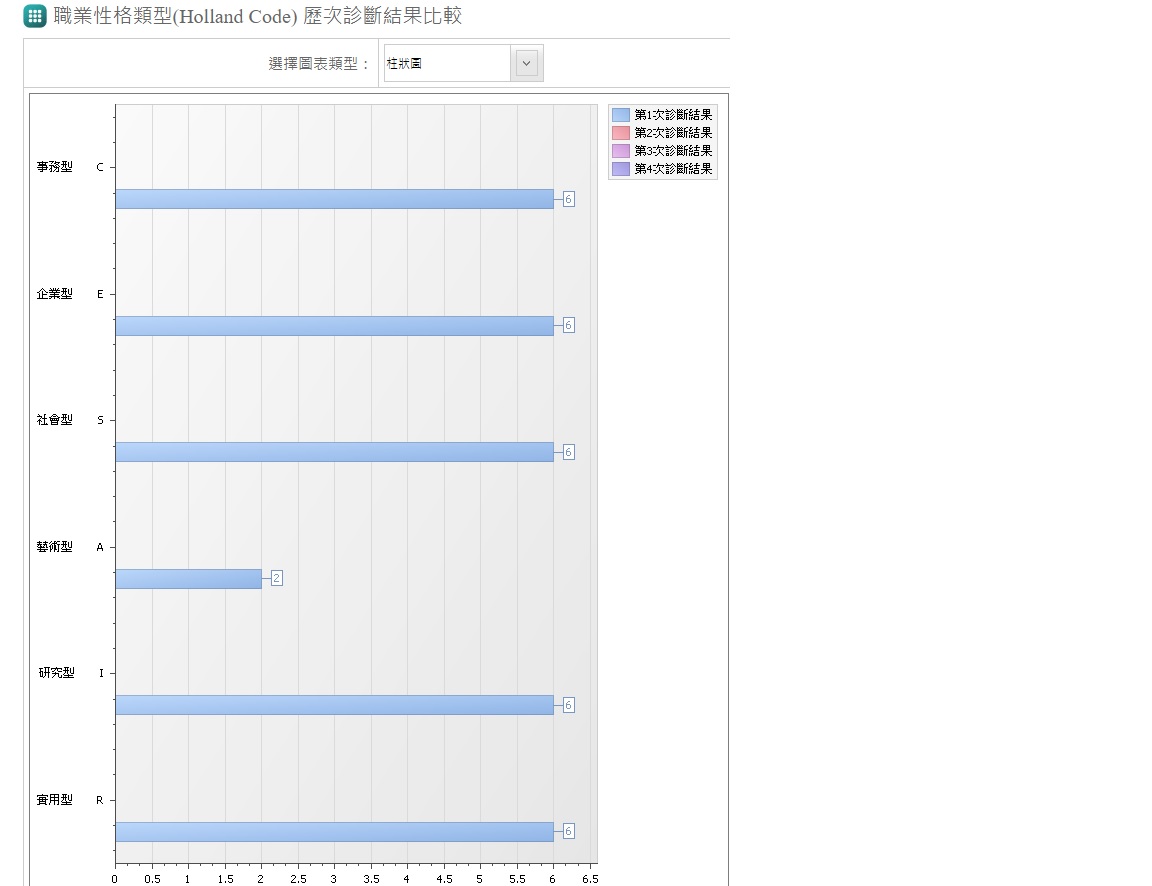 職業性格類型(Holland Code) 歷次診斷結果比較
選擇圖表類型：
柱狀圖
第1次診斷結果
第2次診斷結果
第3次診斷結果
第4次診斷結果
事務型 C
6
企業型 E
6
社會型 S
6
藝術型 A
2
研究型 I
6
實用型 R
6
0 0.5 1 1.5 2 2.5 3 3.5 4 4.5 5 5.5 6 6.5